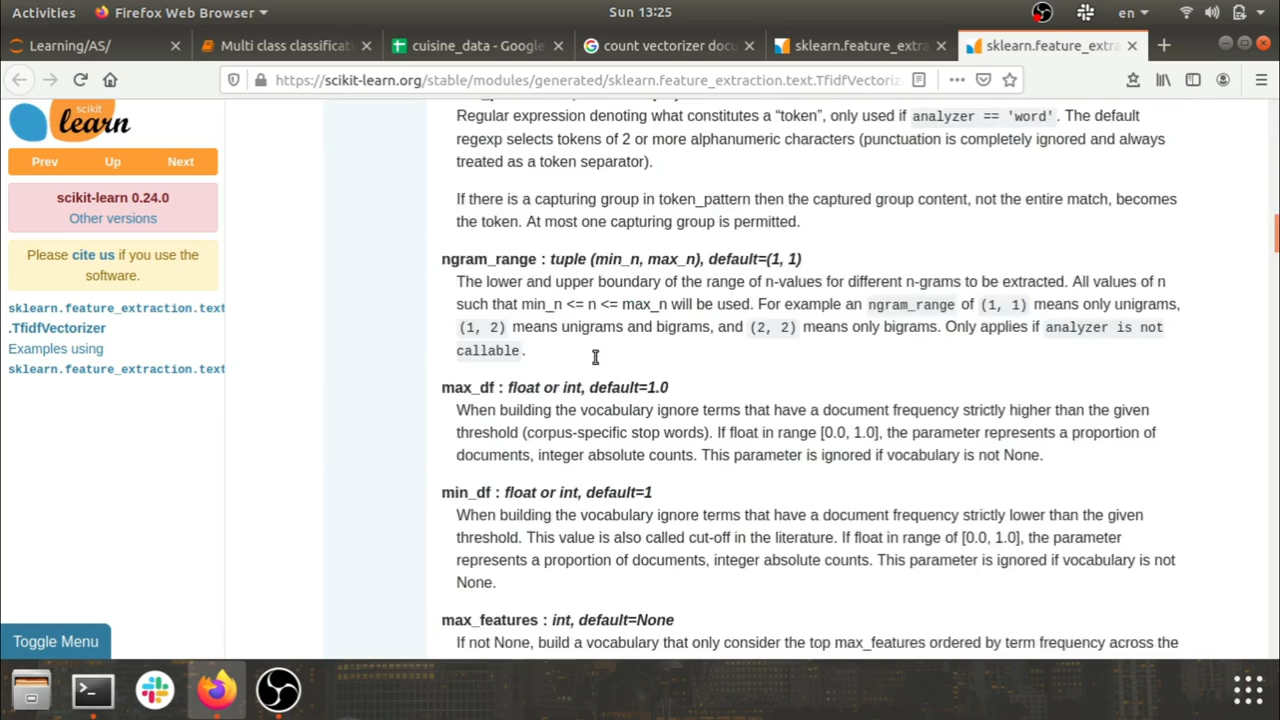 Activities
Firefox Web Browser
Sun 13:25
en
Learning/AS/
Multi class classificati
cuisine_data - Google
count vectorizer docu
sklearn.feature_extra
sklearn.feature_extra
https://scikit-learn.org/stable/modules/generated/sklearn.feature_extraction.text.TfidfVectoriz
scikit
learn
Prev
Up
Next
scikit-learn 0.24.0
Other versions
Please cite us if you use the
software.
sklearn.feature_extraction.text
.TfidfVectorizer
Examples using
sklearn.feature_extraction.text
Toggle Menu
Regular expression denoting what constitutes a “token”, only used if analyzer == 'word'. The default
regexp selects tokens of 2 or more alphanumeric characters (punctuation is completely ignored and always
treated as a token separator).
If there is a capturing group in token_pattern then the captured group content, not the entire match, becomes
the token. At most one capturing group is permitted.
ngram_range : tuple (min_n, max_n), default=(1, 1)
The lower and upper boundary of the range of n-values for different n-grams to be extracted. All values of n
such that min_n <= n <= max_n will be used. For example an ngram_range of (1, 1) means only unigrams,
(1, 2) means unigrams and bigrams, and (2, 2) means only bigrams. Only applies if analyzer is not
callable.
max_df : float or int, default=1.0
When building the vocabulary ignore terms that have a document frequency strictly higher than the given
threshold (corpus-specific stop words). If float in range [0.0, 1.0], the parameter represents a proportion of
documents, integer absolute counts. This parameter is ignored if vocabulary is not None.
min_df : float or int, default=1
When building the vocabulary ignore terms that have a document frequency strictly lower than the given
threshold. This value is also called cut-off in the literature. If float in range of [0.0, 1.0], the parameter
represents a proportion of documents, integer absolute counts. This parameter is ignored if vocabulary is not
None.
max_features : int, default=None
If not None, build a vocabulary that only consider the top max_features ordered by term frequency across the